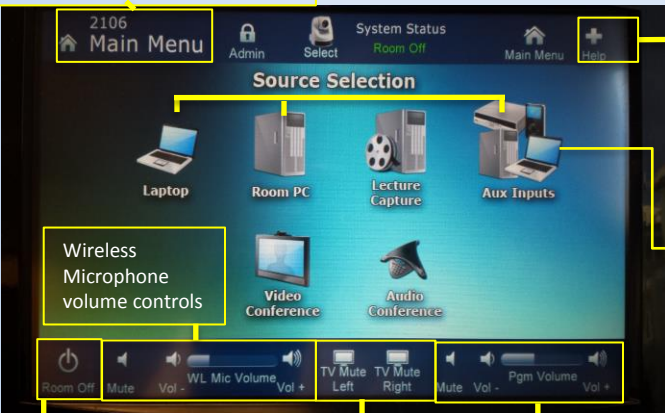 2106
Main Menu
Admin
Select
System Status
Room Off
Main Menu
Help
Source Selection
Laptop
Room PC
Lecture
Capture
Aux Inputs
Wireless
Microphone
volume controls
Video
Conference
Audio
Conference
Room Off
Mute
Vol -
WL Mic Volume
Vol +
TV Mute
Left
TV Mute
Right
Mute
Vol -
Pgm Volume
Vol +